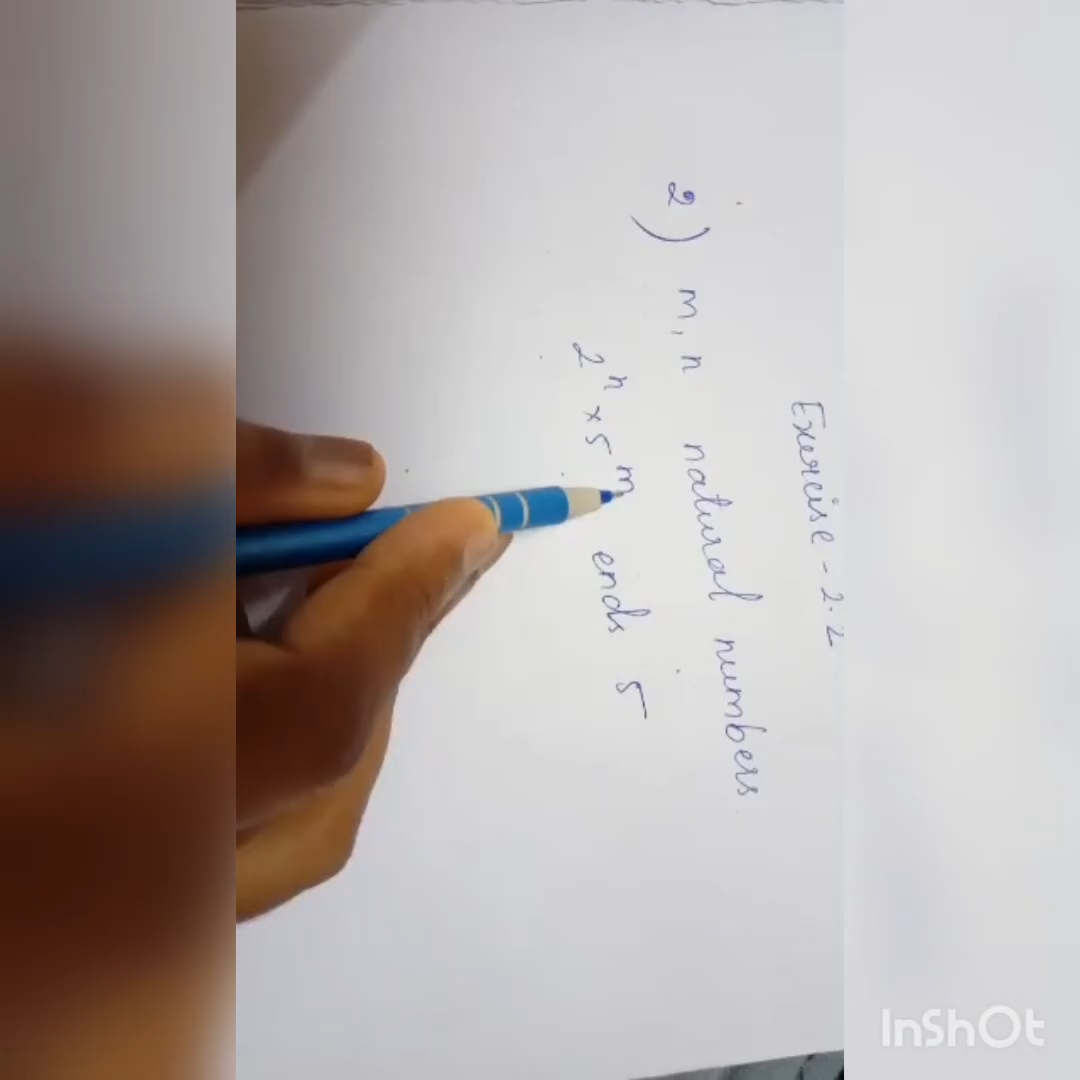 Exercise - 2.2
2) m, n natural numbers
2ⁿ × 5ᵐ ends 5
InShOt